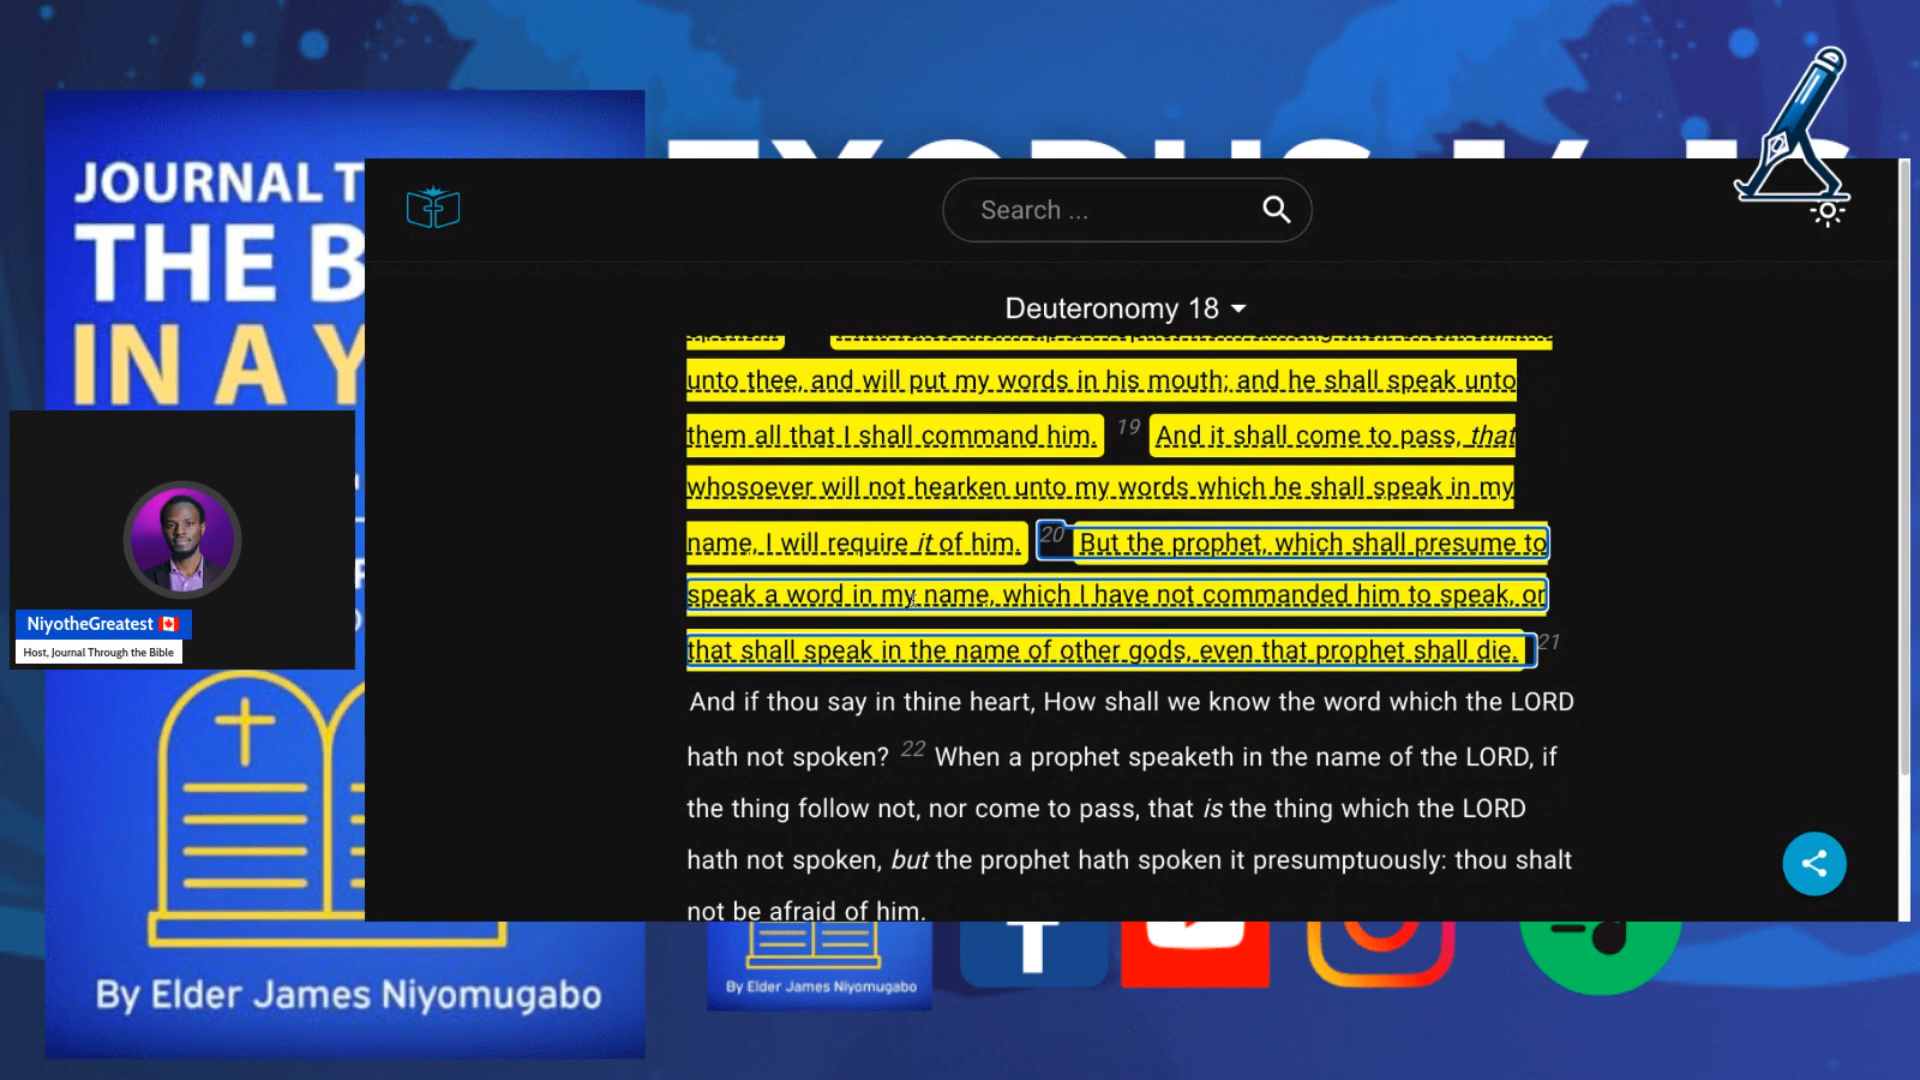 EXODUS
JOURNAL T
THE B
IN A Y
Search ...
Deuteronomy 18
unto thee, and will put my words in his mouth; and he shall speak unto
them all that I shall command him. 19 And it shall come to pass, that
whosoever will not hearken unto my words which he shall speak in my
name, I will require it of him. 20 But the prophet, which shall presume to
speak a word in my name, which I have not commanded him to speak, or
that shall speak in the name of other gods, even that prophet shall die. 21
And if thou say in thine heart, How shall we know the word which the LORD
hath not spoken? 22 When a prophet speaketh in the name of the LORD, if
the thing follow not, nor come to pass, that is the thing which the LORD
hath not spoken, but the prophet hath spoken it presumptuously: thou shalt
not be afraid of him.
NiyotheGreatest
Host, Journal Through the Bible
By Elder James Niyomugabo
By Elder James Niyomugabo